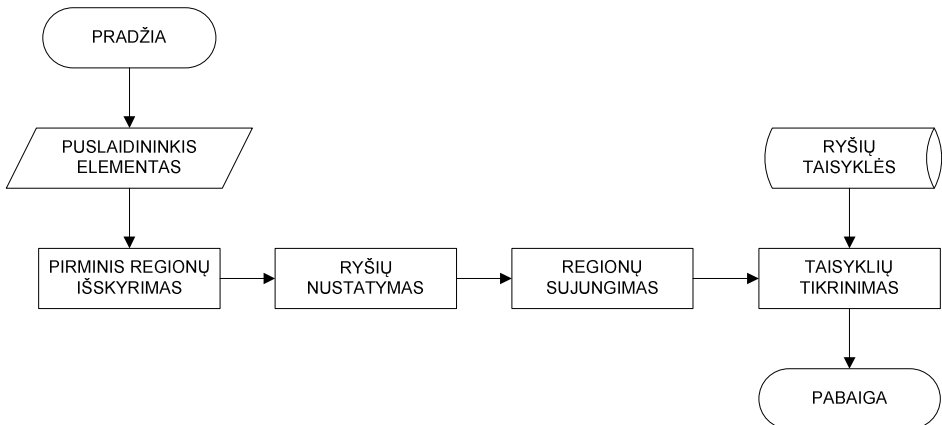 PRADŽIA
PUSLAIDININKIS
ELEMENTAS
RYŠIŲ
TAISYKLĖS
PIRMINIS REGIONŲ
IŠSKYRIMAS
RYŠIŲ
NUSTATYMAS
REGIONŲ
SUJUNGIMAS
TAISYKLIŲ
TIKRINIMAS
PABAIGA